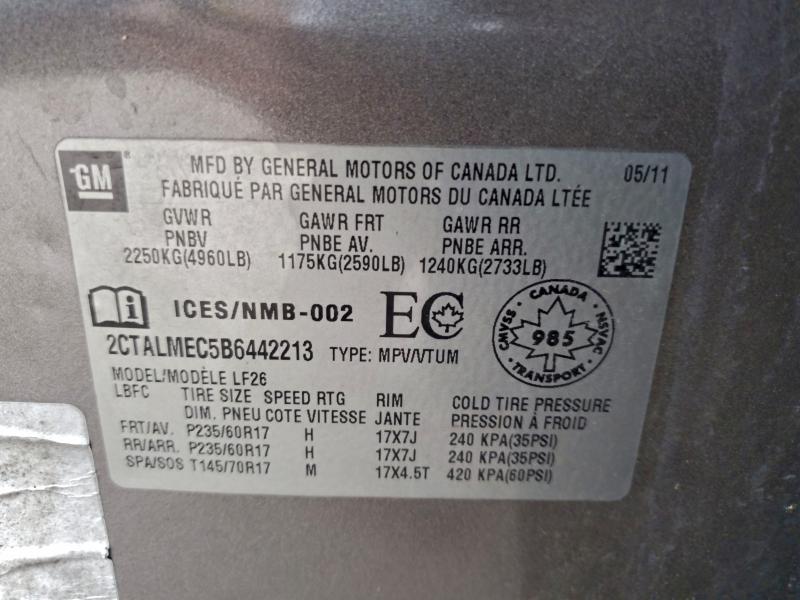 GM
MFD BY GENERAL MOTORS OF CANADA LTD. 05/11
FABRIQUÉ PAR GENERAL MOTORS DU CANADA LTÉE
GVWR GAWR FRT GAWR RR
PNBV PNBE AV. PNBE ARR.
2250KG(4960LB) 1175KG(2590LB) 1240KG(2733LB)
ICES/NMB-002 EC
CANADA
CMVSS 985 NSVAC
TRANSPORT
2CTALMEC5B6442213 TYPE: MPV/VTUM
MODEL/MODÈLE LF26
LBFC TIRE SIZE SPEED RTG RIM COLD TIRE PRESSURE
DIM. PNEU COTE VITESSE JANTE PRESSION À FROID
FRT/AV. P235/60R17 H 17X7J 240 KPA(35PSI)
RR/ARR. P235/60R17 H 17X7J 240 KPA(35PSI)
SPA/SOS T145/70R17 M 17X4.5T 420 KPA(60PSI)